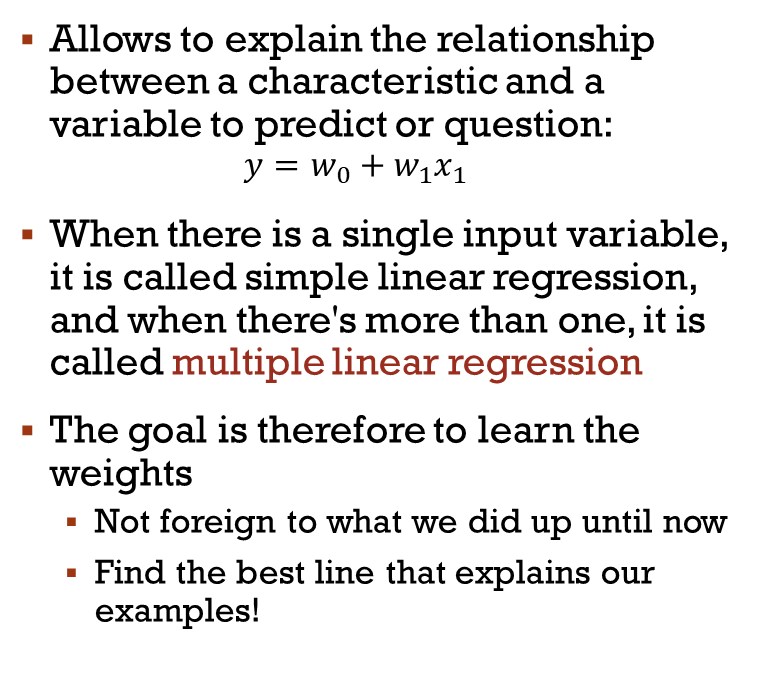 ▪ Allows to explain the relationship
between a characteristic and a
variable to predict or question:
y = w₀ + w₁x₁
▪ When there is a single input variable,
it is called simple linear regression,
and when there's more than one, it is
called multiple linear regression
▪ The goal is therefore to learn the
weights
▪ Not foreign to what we did up until now
▪ Find the best line that explains our
examples!